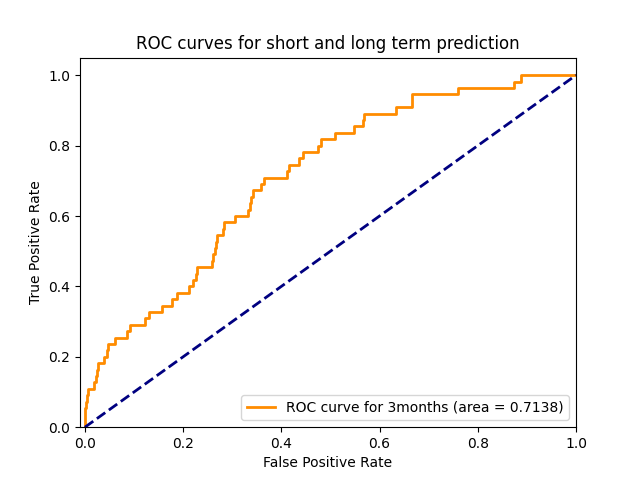 ROC curves for short and long term prediction
1.0
0.8
0.6
0.4
0.2
0.0
True Positive Rate
ROC curve for 3months (area = 0.7138)
0.0 0.2 0.4 0.6 0.8 1.0
False Positive Rate